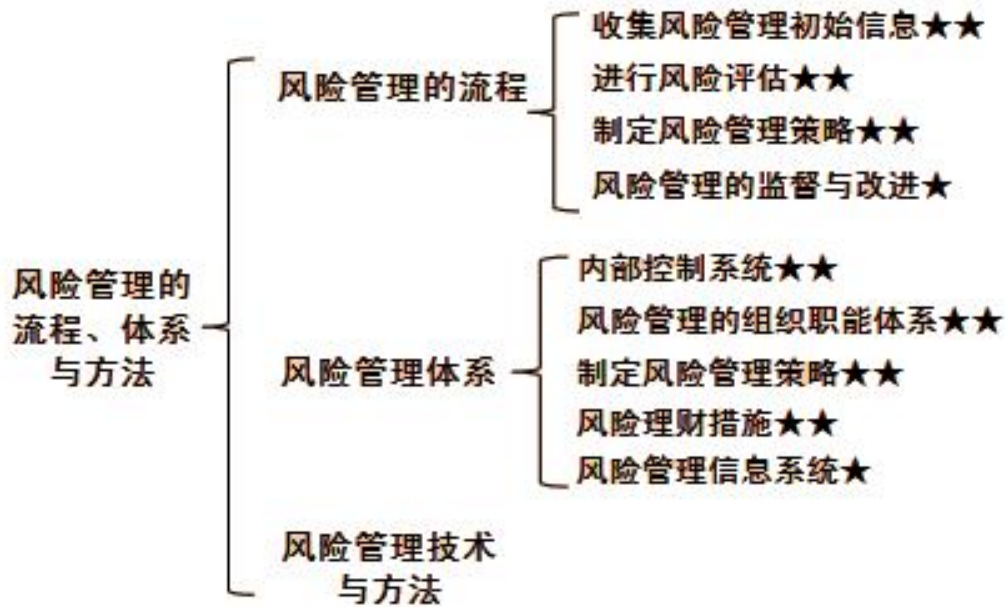 风险管理的
流程、体系
与方法
风险管理的流程
收集风险管理初始信息★★
进行风险评估★★
制定风险管理策略★★
风险管理的监督与改进★
风险管理体系
内部控制系统★★
风险管理的组织职能体系★★
制定风险管理策略★★
风险理财措施★★
风险管理信息系统★
风险管理技术
与方法